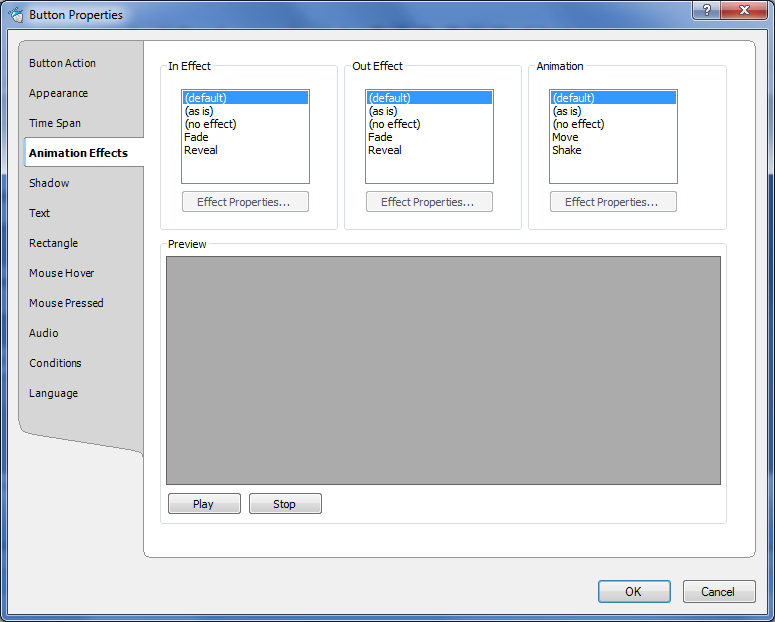 Button Properties
?
Button Action
Appearance
Time Span
Animation Effects
Shadow
Text
Rectangle
Mouse Hover
Mouse Pressed
Audio
Conditions
Language
In Effect
(default)
(as is)
(no effect)
Fade
Reveal
Effect Properties...
Out Effect
(default)
(as is)
(no effect)
Fade
Reveal
Effect Properties...
Animation
(default)
(as is)
(no effect)
Move
Shake
Effect Properties...
Preview
Play
Stop
OK
Cancel